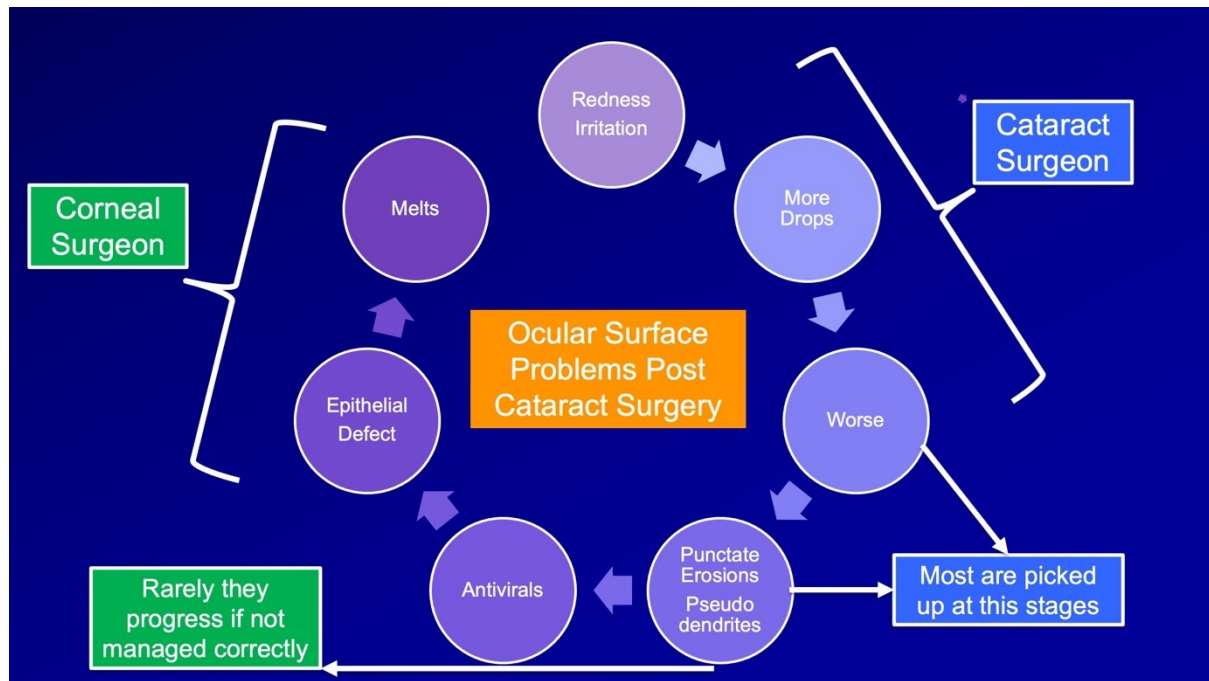 Ocular Surface
Problems Post
Cataract Surgery
Redness
Irritation
More
Drops
Worse
Punctate
Erosions
Pseudo
dendrites
Antivirals
Epithelial
Defect
Melts
Cataract
Surgeon
Corneal
Surgeon
Most are picked
up at this stages
Rarely they
progress if not
managed correctly